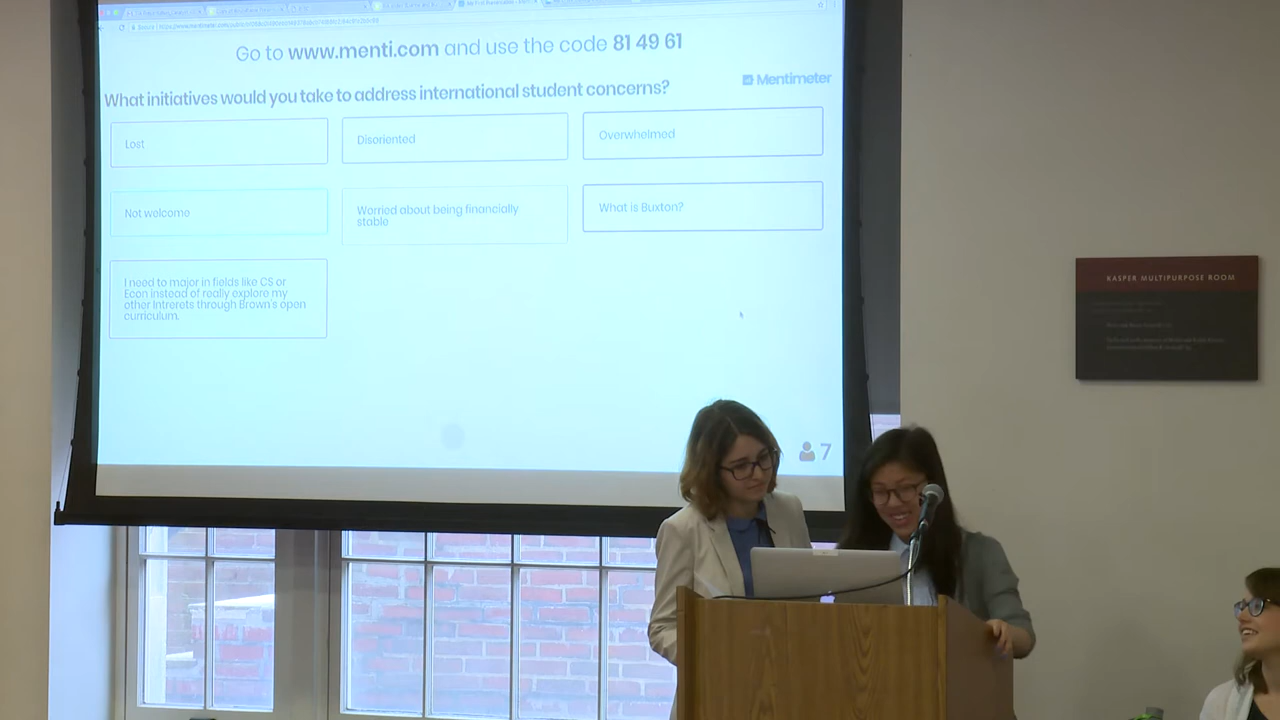 Go to www.menti.com and use the code 81 49 61
Mentimeter
What initiatives would you take to address international student concerns?
Lost
Disoriented
Overwhelmed
Not welcome
Worried about being financially
stable
What is Buxton?
I need to major in fields like CS or
Econ instead of really explore my
other Intrerets through Brown's open
curriculum.
7
KASPER MULTIPURPOSE ROOM